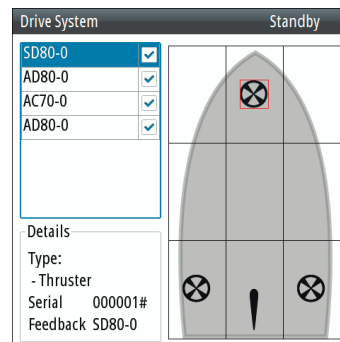 Drive System Standby
SD80-0
AD80-0
AC70-0
AD80-0
Details
Type:
- Thruster
Serial 000001#
Feedback SD80-0